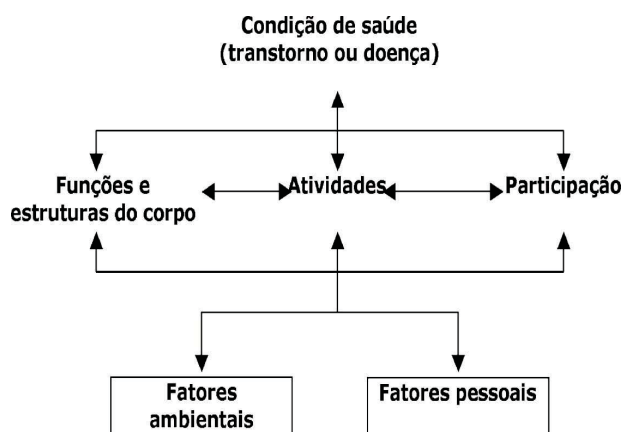 Condição de saúde
(transtorno ou doença)
Funções e
estruturas do corpo
Atividades
Participação
Fatores
ambientais
Fatores pessoais